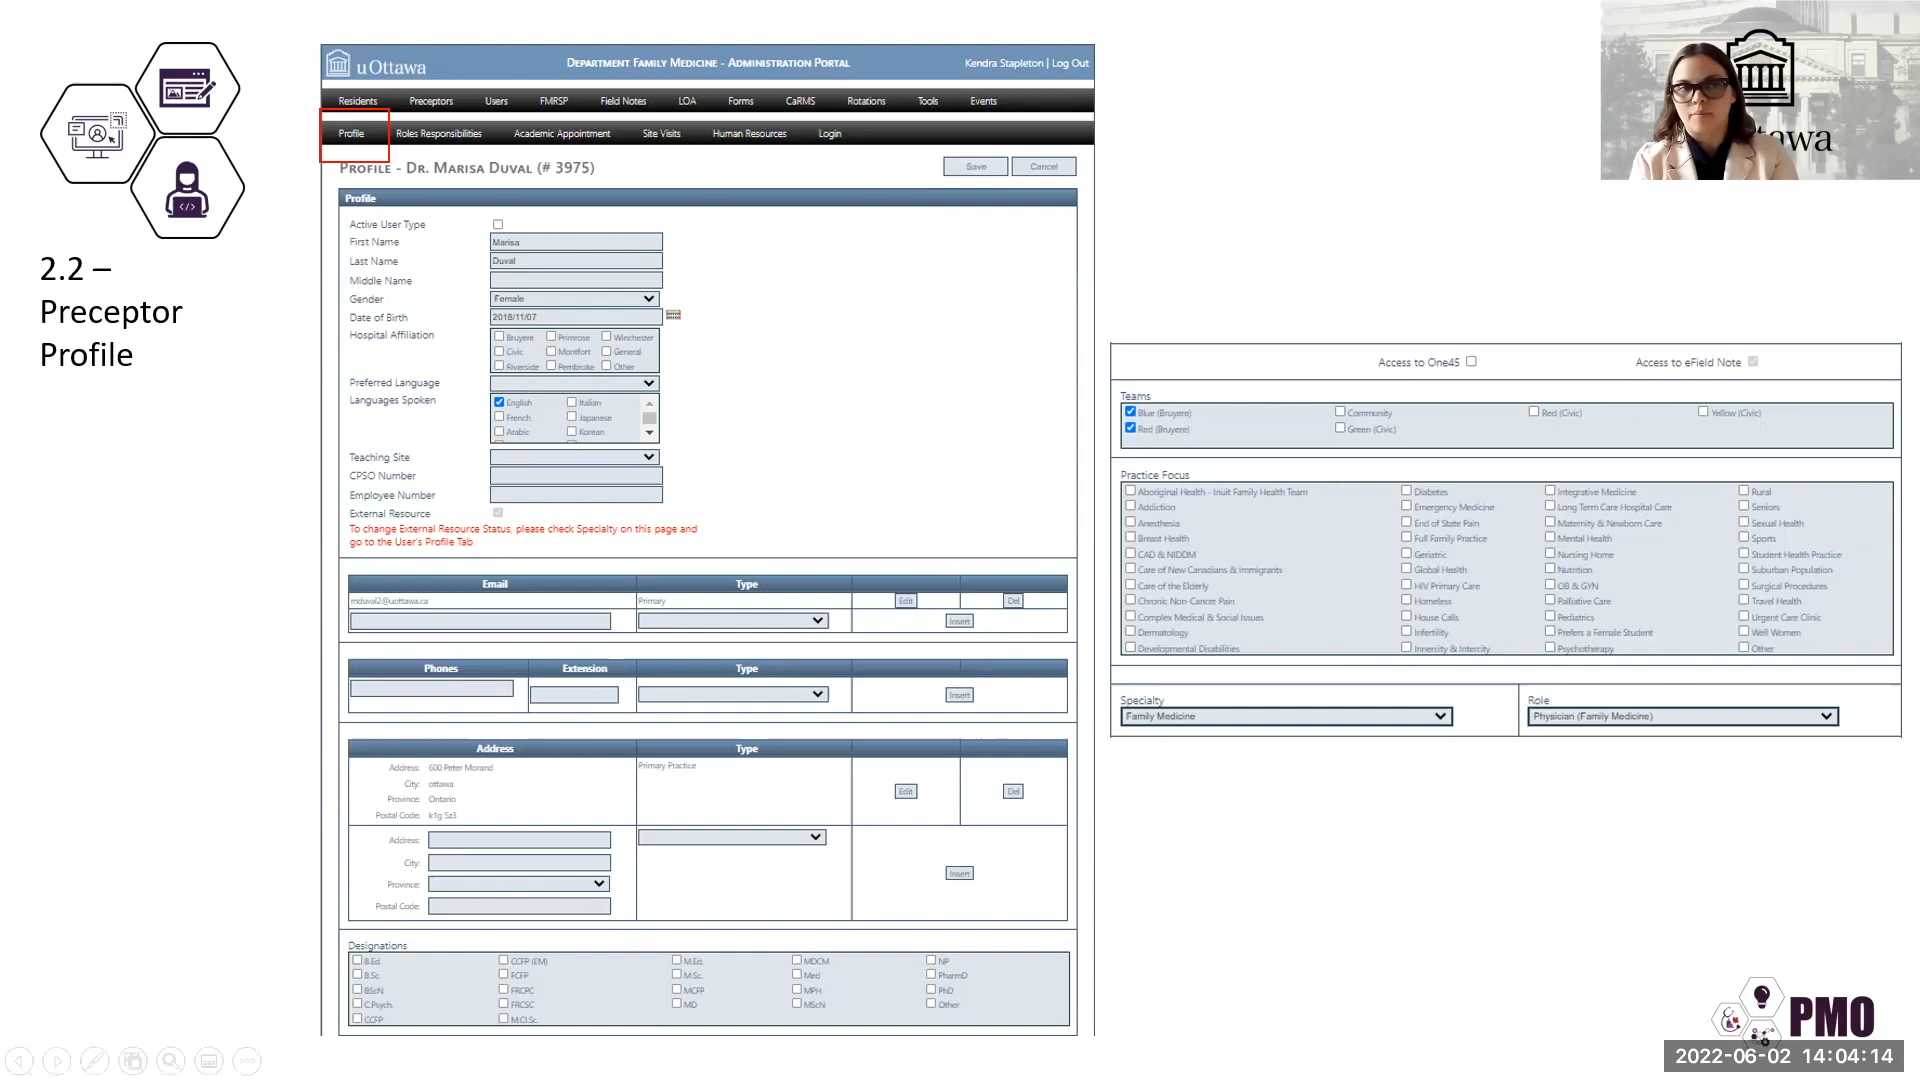 2.2 –
Preceptor
Profile
uOttawa
Department Family Medicine - Administration Portal
Kendra Stapleton | Log Out
Residents Preceptors Users FMRSP Field Notes LOA Forms CaRMS Rotations Tools Events
Profile Roles Responsibilities Academic Appointment Site Visits Human Resources Login
Profile - Dr. Marisa Duval (# 3975)
Save Cancel
Profile
Active User Type
First Name Marisa
Last Name Duval
Middle Name
Gender Female
Date of Birth 2018/11/07
Hospital Affiliation
Bruyere Primrose Winchester
Civic Montfort General
Riverside Pembroke Other
Preferred Language
Languages Spoken
English Italian
French Japanese
Arabic Korean
Teaching Site
CPSO Number
Employee Number
External Resource
To change External Resource Status, please check Specialty on this page and
go to the User's Profile Tab
Email Type
mduval2@uottawa.ca Primary Edit Del
Insert
Phones Extension Type
Insert
Address Type
Address: 600 Peter Morand Primary Practice
City: ottawa
Edit Del
Province: Ontario
Postal Code: k1g 5z3
Address:
City:
Insert
Province:
Postal Code:
Designations
B.Ed. CCFP (EM) M.Ed. MDCM NP
B.Sc. FCFP M.Sc. Med PharmD
BScN FRCPC MCFP MPH PhD
C.Psych. FRCSC MD MScN Other
CCFP M.Cl.Sc.
Access to One45 Access to eField Note
Teams
Blue (Bruyere) Community Red (Civic) Yellow (Civic)
Red (Bruyere) Green (Civic)
Practice Focus
Aboriginal Health - Inuit Family Health Team Diabetes Integrative Medicine Rural
Addiction Emergency Medicine Long Term Care Hospital Care Seniors
Anesthesia End of State Pain Maternity & Newborn Care Sexual Health
Breast Health Full Family Practice Mental Health Sports
CAD & NIDDM Geriatric Nursing Home Student Health Practice
Care of New Canadians & Immigrants Global Health Nutrition Suburban Population
Care of the Elderly HIV Primary Care OB & GYN Surgical Procedures
Chronic Non-Cancer Pain Homeless Palliative Care Travel Health
Complex Medical & Social Issues House Calls Pediatrics Urgent Care Clinic
Dermatology Infertility Prefers a Female Student Well Women
Developmental Disabilities Innercity & Intercity Psychotherapy Other
Specialty Role
Family Medicine Physician (Family Medicine)
PMO
2022-06-02 14:04:14